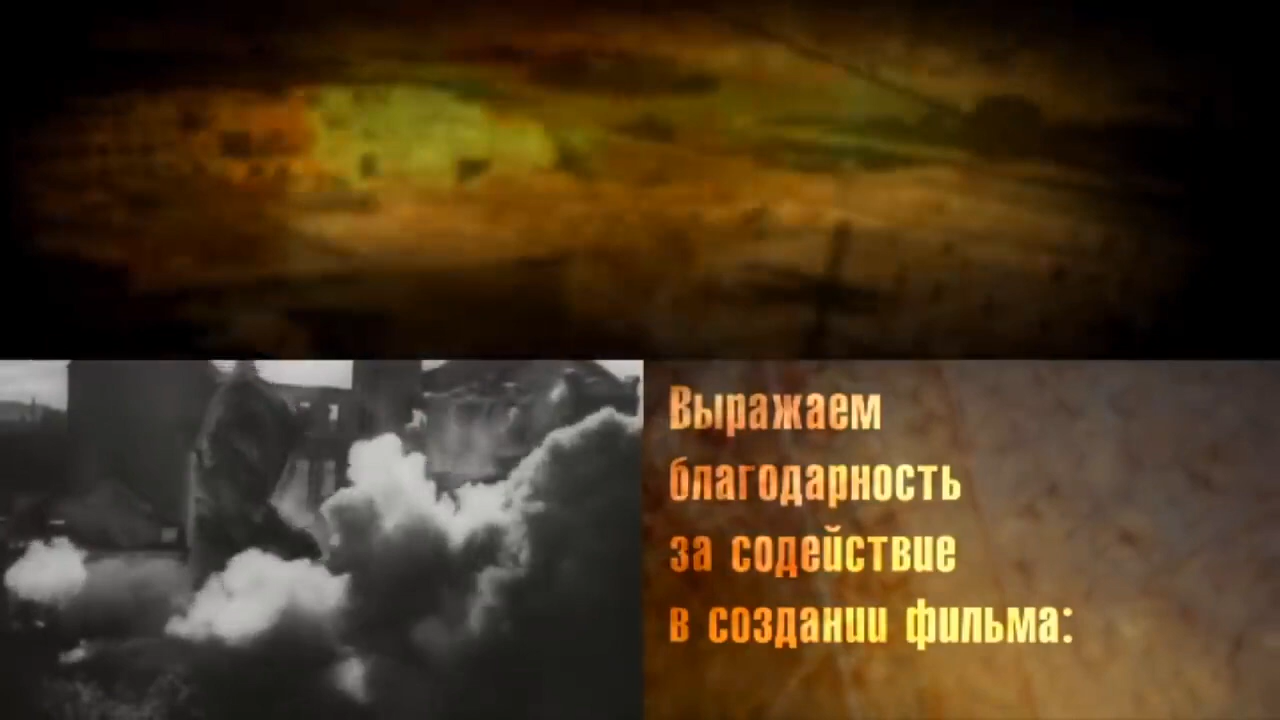 Выражаем
благодарность
за содействие
в создании фильма: